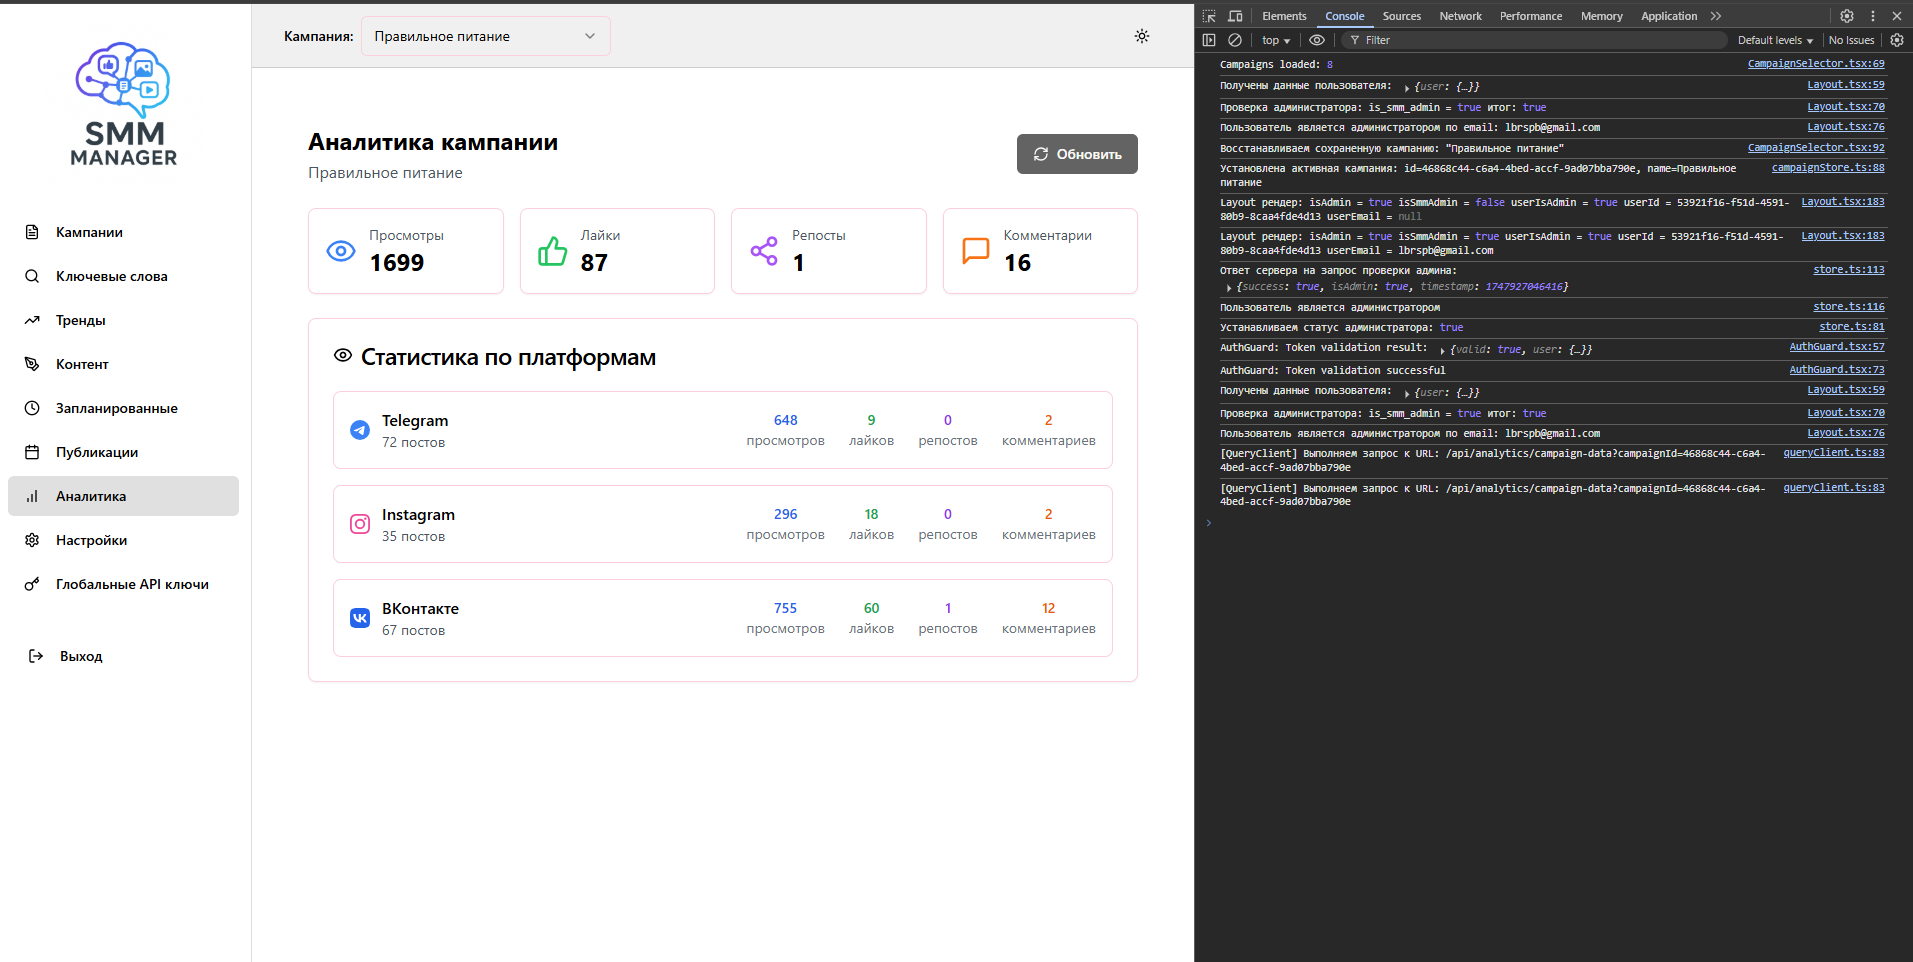 SMM
MANAGER
Кампании
Ключевые слова
Тренды
Контент
Запланированные
Публикации
Аналитика
Настройки
Глобальные API ключи
Выход
Кампания: Правильное питание
Аналитика кампании
Правильное питание
Обновить
Просмотры
1699
Лайки
87
Репосты
1
Комментарии
16
Статистика по платформам
Telegram
72 постов
648 9 0 2
просмотров лайков репостов комментариев
Instagram
35 постов
296 18 0 2
просмотров лайков репостов комментариев
ВКонтакте
67 постов
755 60 1 12
просмотров лайков репостов комментариев
Elements Console Sources Network Performance Memory Application
top Filter Default levels No Issues
Campaigns loaded: 8 CampaignSelector.tsx:69
Получены данные пользователя: {user: {…}} Layout.tsx:59
Проверка администратора: is_smm_admin = true итог: true Layout.tsx:70
Пользователь является администратором по email: lbrspb@gmail.com Layout.tsx:76
Восстанавливаем сохраненную кампанию: "Правильное питание" CampaignSelector.tsx:92
Установлена активная кампания: id=46868c44-c6a4-4bed-accf-9ad07bba790e, name=Правильное campaignStore.ts:88
питание
Layout рендер: isAdmin = true isSmmAdmin = false userIsAdmin = true userId = 53921f16-f51d-4591- Layout.tsx:183
80b9-8caa4fde4d13 userEmail = null
Layout рендер: isAdmin = true isSmmAdmin = true userIsAdmin = true userId = 53921f16-f51d-4591- Layout.tsx:183
80b9-8caa4fde4d13 userEmail = lbrspb@gmail.com
Ответ сервера на запрос проверки админа: store.ts:113
{success: true, isAdmin: true, timestamp: 1747927046416}
Пользователь является администратором store.ts:116
Устанавливаем статус администратора: true store.ts:81
AuthGuard: Token validation result: {valid: true, user: {…}} AuthGuard.tsx:57
AuthGuard: Token validation successful AuthGuard.tsx:73
Получены данные пользователя: {user: {…}} Layout.tsx:59
Проверка администратора: is_smm_admin = true итог: true Layout.tsx:70
Пользователь является администратором по email: lbrspb@gmail.com Layout.tsx:76
[QueryClient] Выполняем запрос к URL: /api/analytics/campaign-data?campaignId=46868c44-c6a4- queryClient.ts:83
4bed-accf-9ad07bba790e
[QueryClient] Выполняем запрос к URL: /api/analytics/campaign-data?campaignId=46868c44-c6a4- queryClient.ts:83
4bed-accf-9ad07bba790e